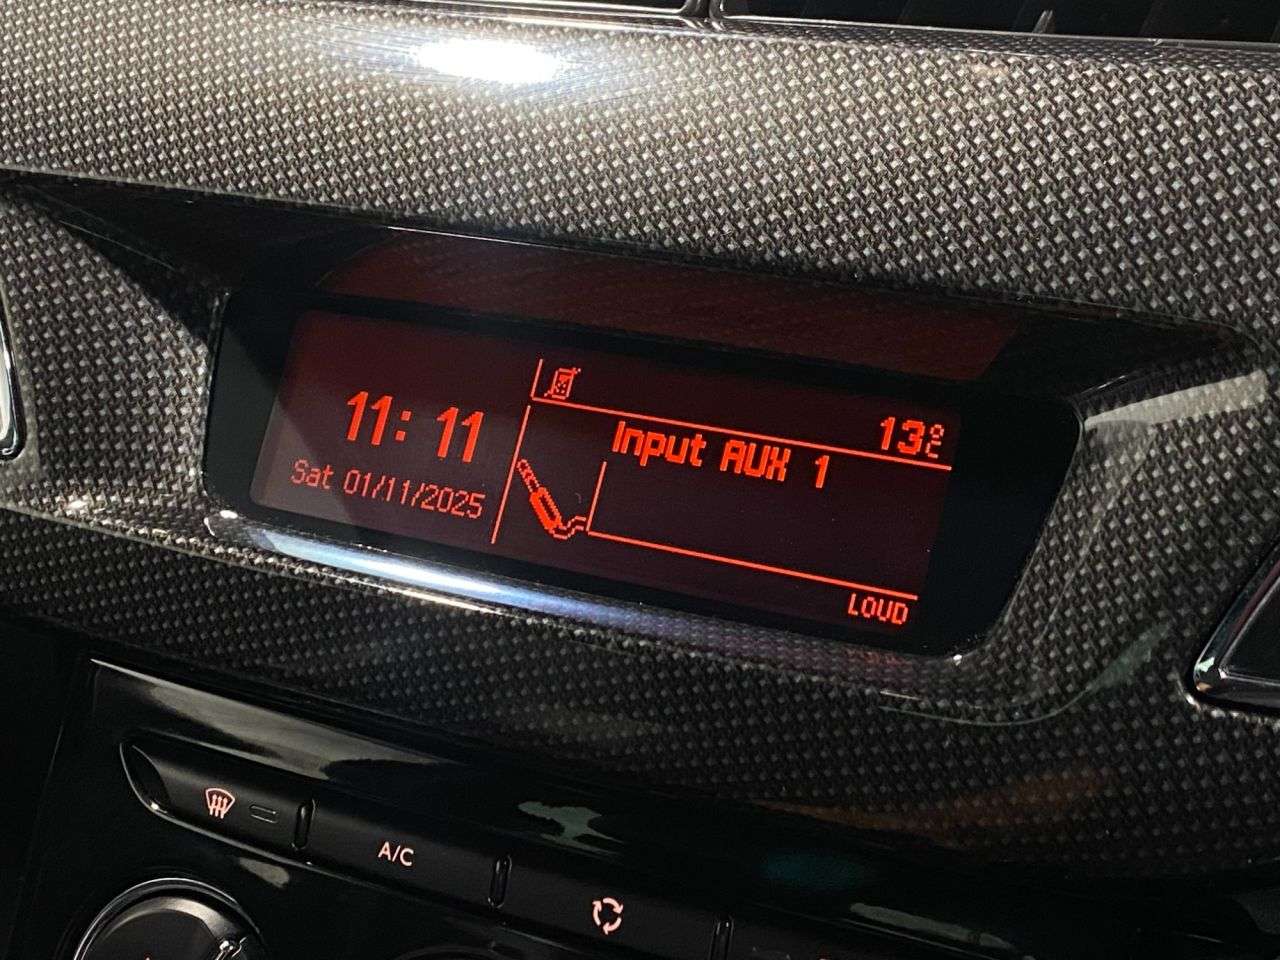 11:11
Sat 01/11/2025
13°C
Input AUX 1
LOUD
A/C